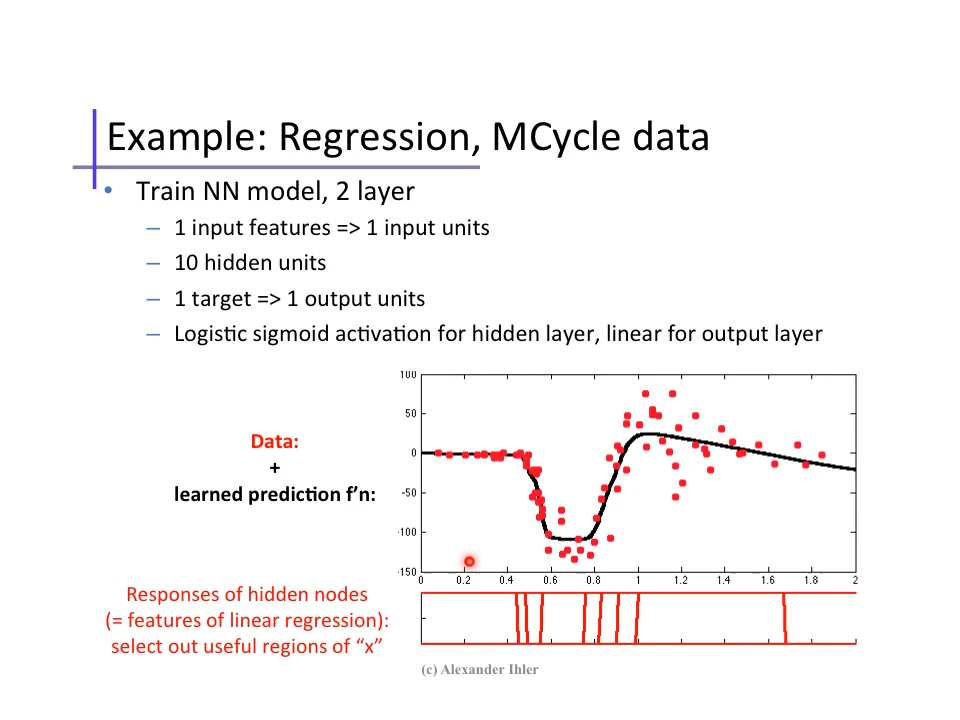 Example: Regression, MCycle data
• Train NN model, 2 layer
– 1 input features => 1 input units
– 10 hidden units
– 1 target => 1 output units
– Logistic sigmoid activation for hidden layer, linear for output layer
Data:
+
learned prediction f'n:
100
50
0
-50
-100
-150
0 0.2 0.4 0.6 0.8 1 1.2 1.4 1.6 1.8 2
Responses of hidden nodes
(= features of linear regression):
select out useful regions of “x”
(c) Alexander Ihler